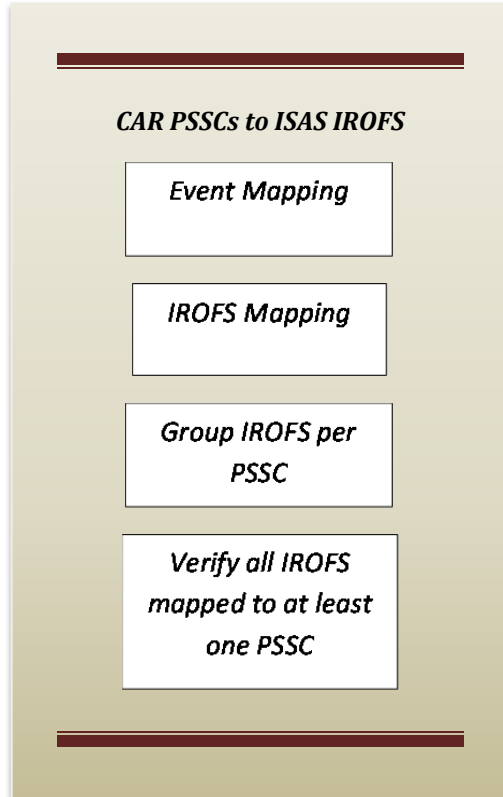 CAR PSSCs to ISAS IROFS
Event Mapping
IROFS Mapping
Group IROFS per
PSSC
Verify all IROFS
mapped to at least
one PSSC